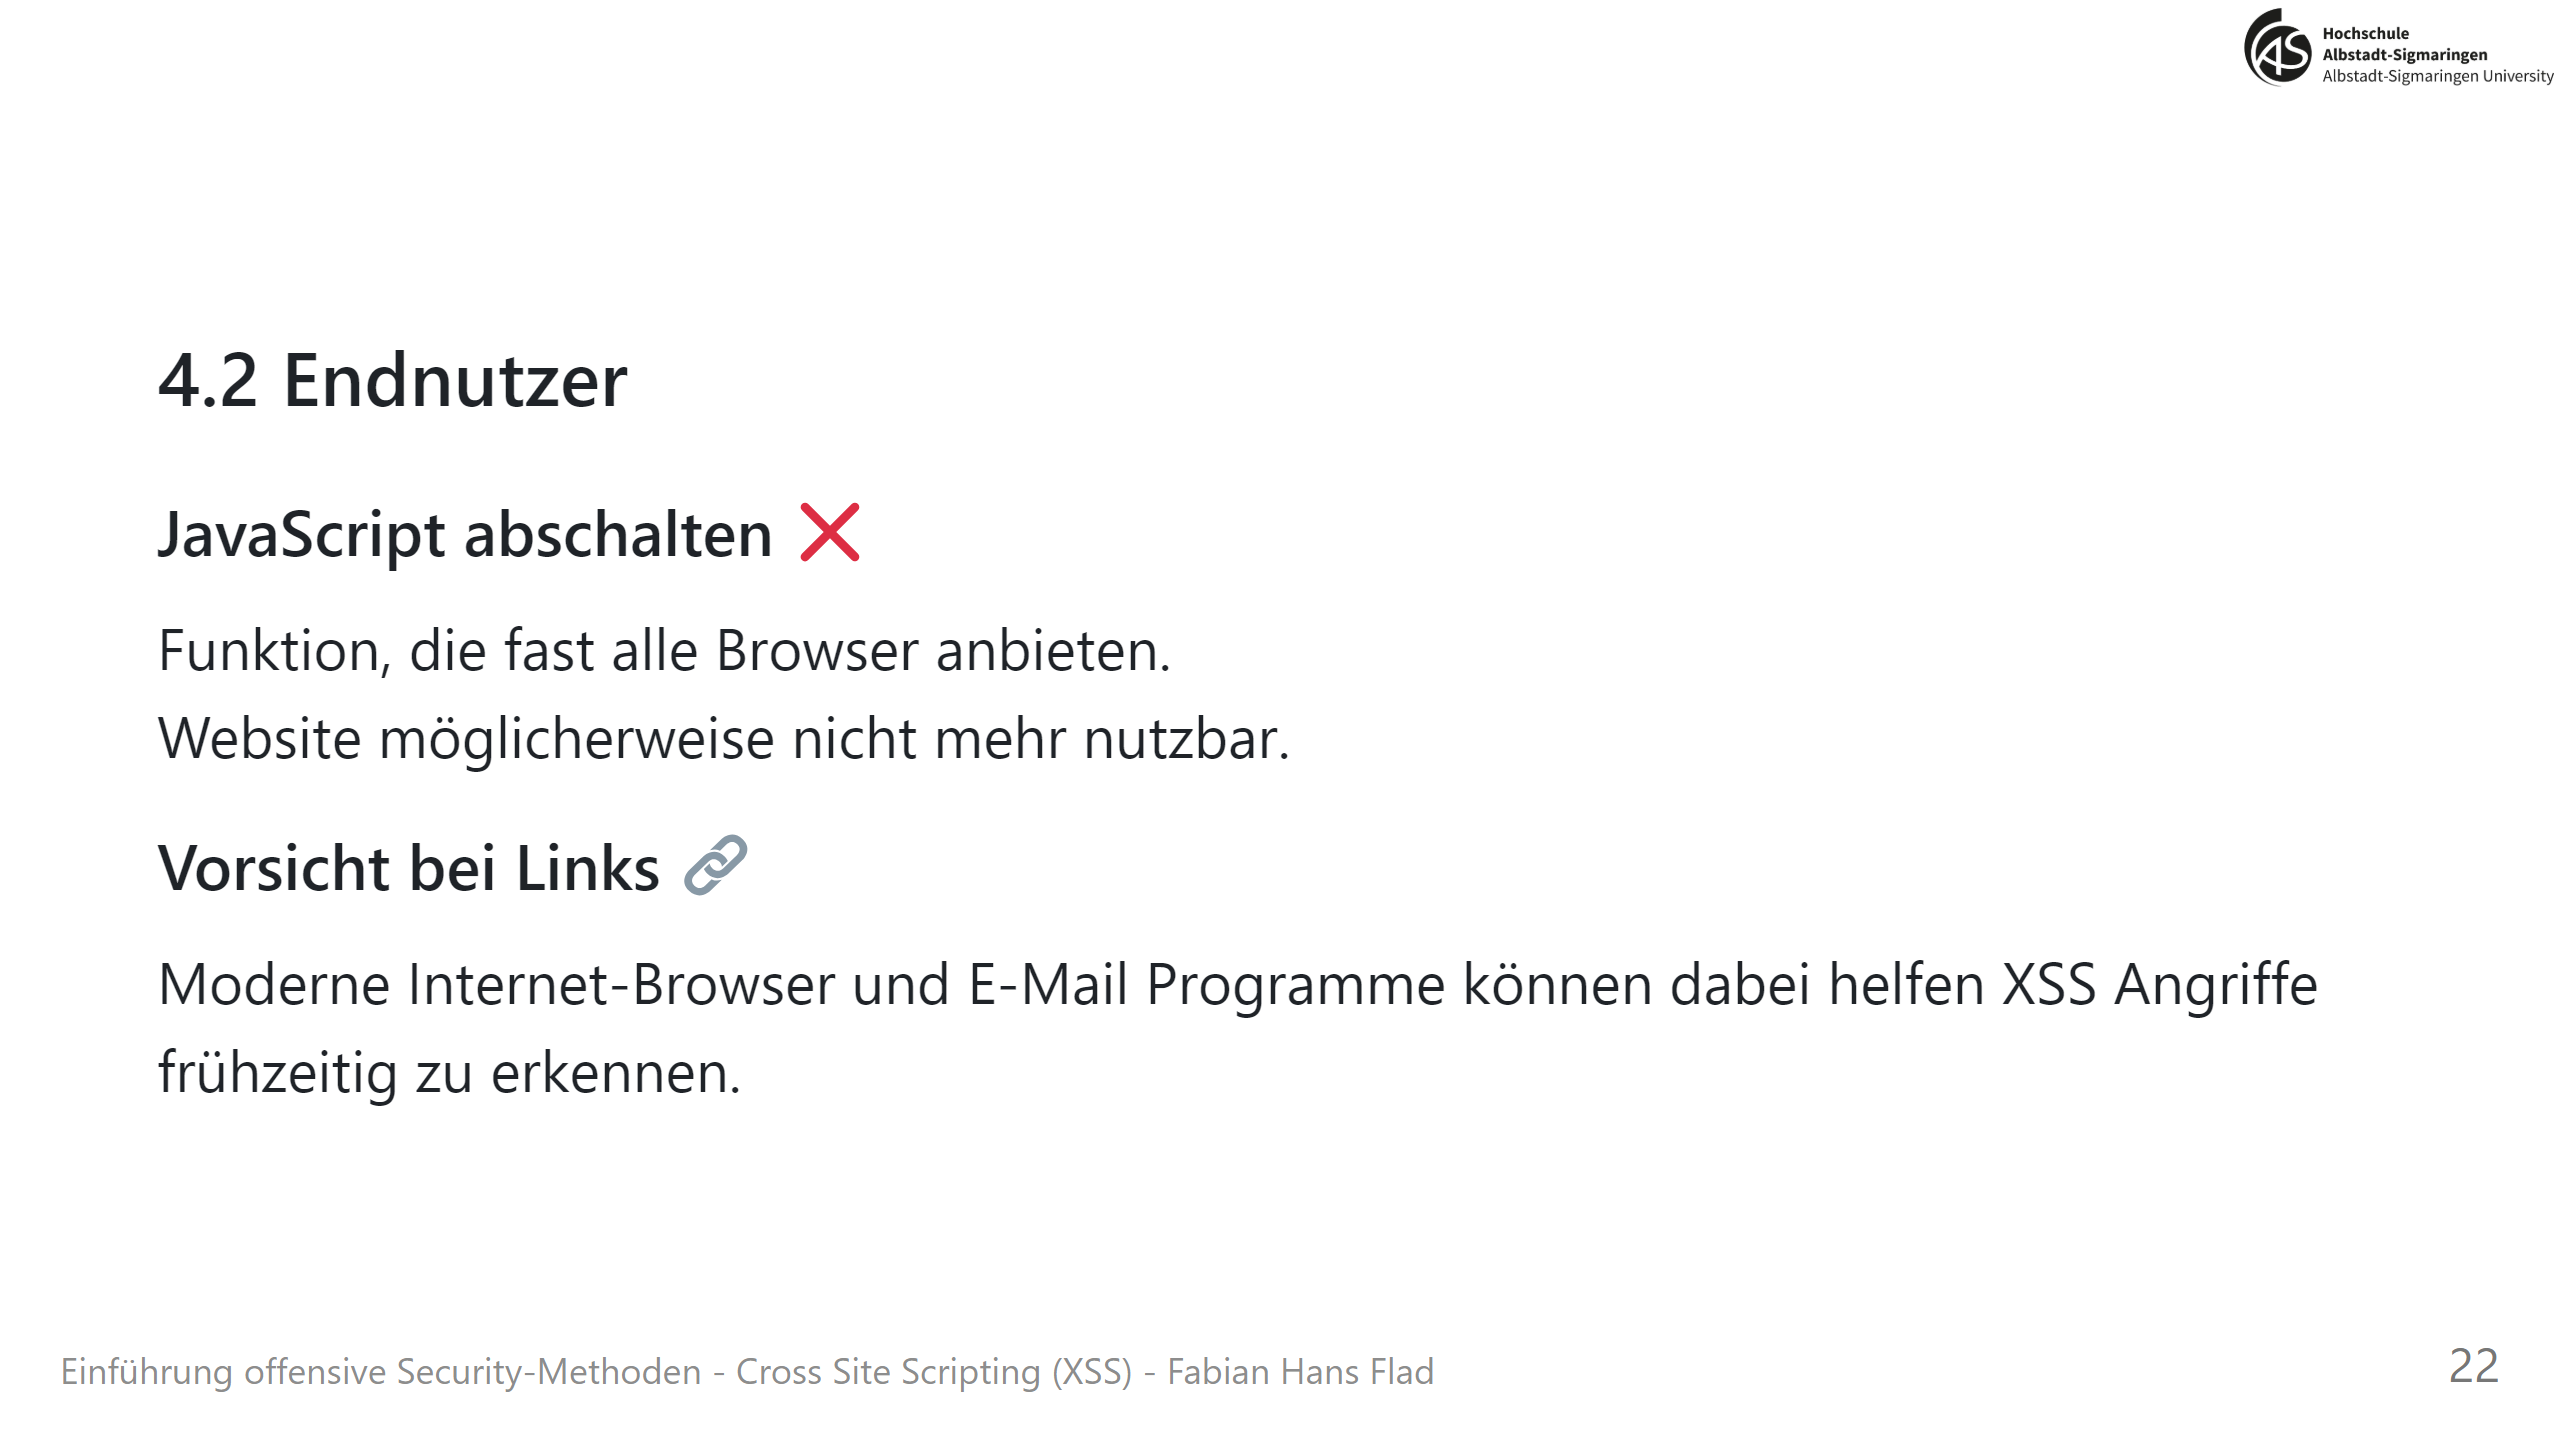 Hochschule
Albstadt-Sigmaringen
Albstadt-Sigmaringen University
4.2 Endnutzer
JavaScript abschalten ❌
Funktion, die fast alle Browser anbieten.
Website möglicherweise nicht mehr nutzbar.
Vorsicht bei Links 🔗
Moderne Internet-Browser und E-Mail Programme können dabei helfen XSS Angriffe
frühzeitig zu erkennen.
Einführung offensive Security-Methoden - Cross Site Scripting (XSS) - Fabian Hans Flad
22